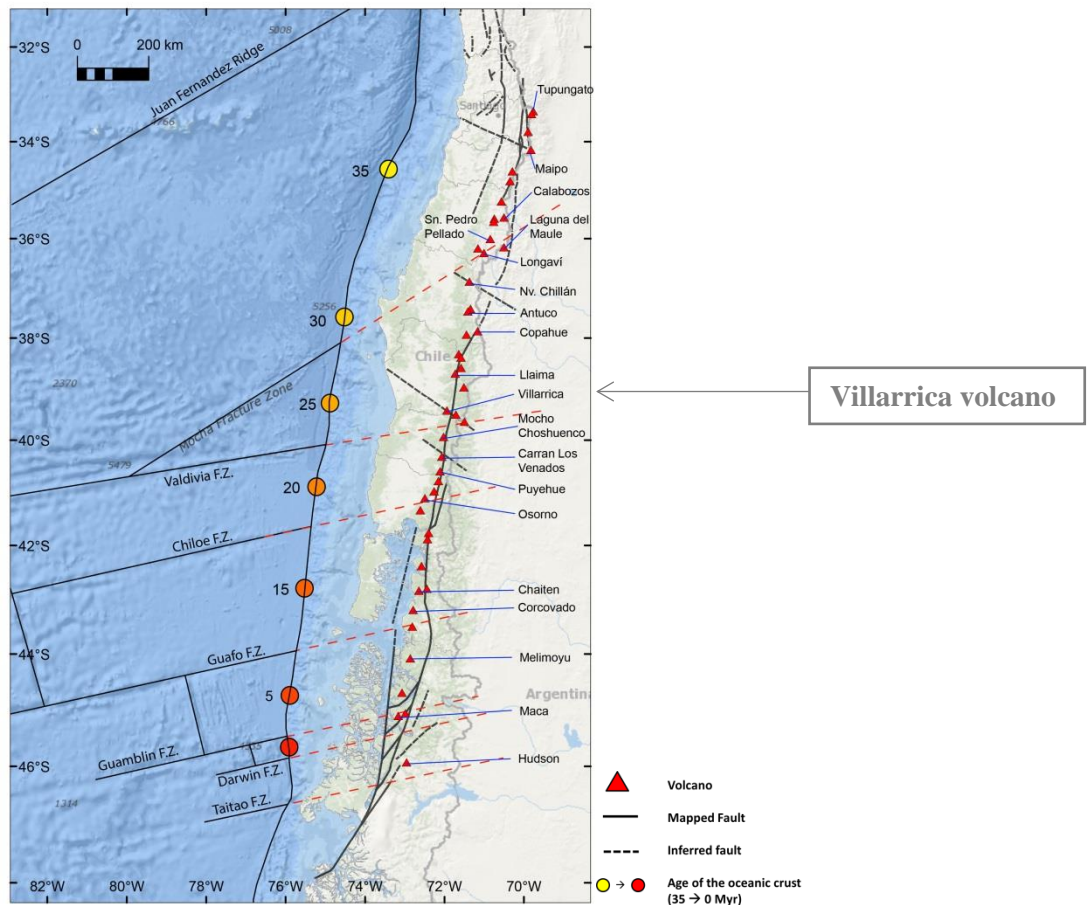 32°S
34°S
36°S
38°S
40°S
42°S
44°S
46°S
0 200 km
5008
Juan Fernandez Ridge
3766
Santiago
Tupungato
35
Maipo
Calabozos
Sn. Pedro
Pellado
Laguna del
Maule
Longaví
Nv. Chillán
5256
30
Antuco
Copahue
Chile
2370
Llaima
25
Mocha Fracture Zone
Villarrica
Villarrica volcano
Mocho
Choshuenco
5479
Valdivia F.Z.
Carran Los
Venados
20
Puyehue
Osorno
Chiloe F.Z.
15
Chaiten
Corcovado
Guafo F.Z.
Melimoyu
5
Argentina
Maca
Guamblin F.Z.
Darwin F.Z.
Hudson
1314
Taitao F.Z.
82°W 80°W 78°W 76°W 74°W 72°W 70°W
Volcano
Mapped Fault
Inferred fault
Age of the oceanic crust
(35 → 0 Myr)